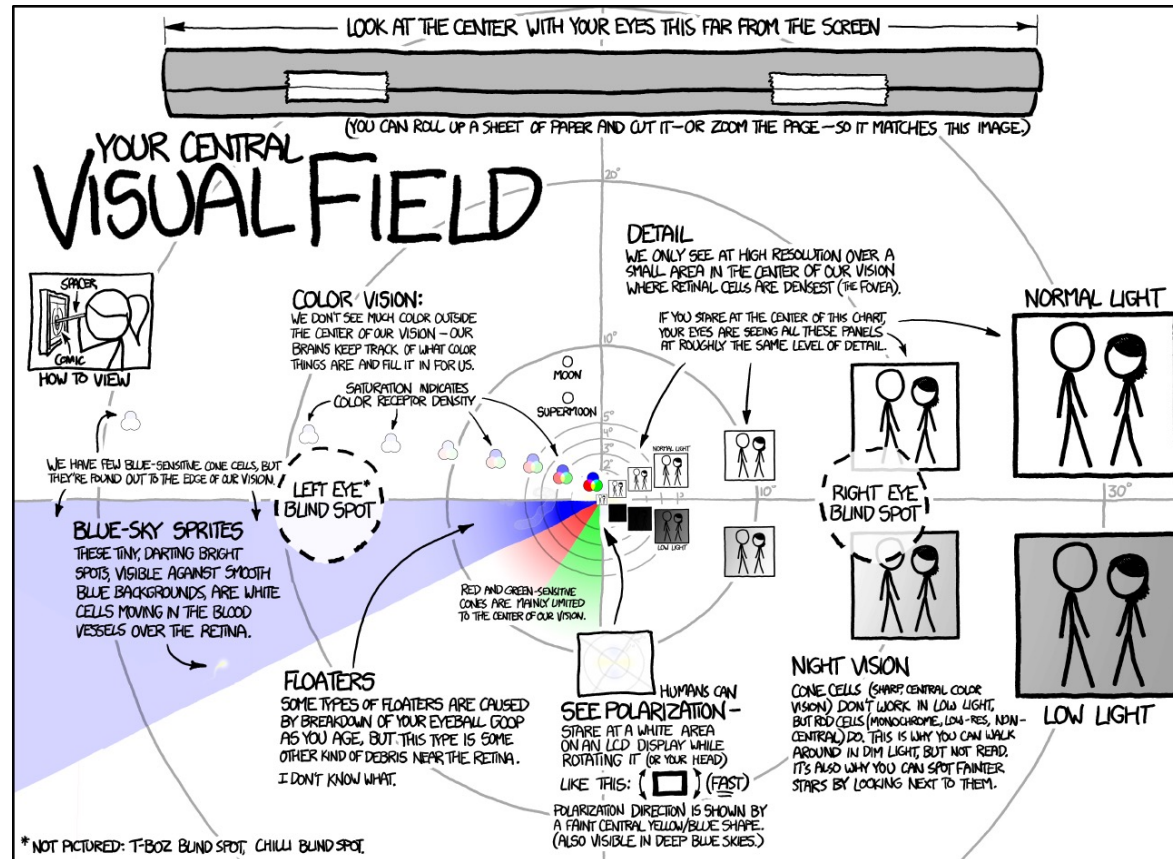 LOOK AT THE CENTER WITH YOUR EYES THIS FAR FROM THE SCREEN
(YOU CAN ROLL UP A SHEET OF PAPER AND CUT IT—OR ZOOM THE PAGE—SO IT MATCHES THIS IMAGE.)
YOUR CENTRAL
VISUAL FIELD
SPACER
COMIC
HOW TO VIEW
COLOR VISION:
WE DON'T SEE MUCH COLOR OUTSIDE
THE CENTER OF OUR VISION—OUR
BRAINS KEEP TRACK OF WHAT COLOR
THINGS ARE AND FILL IT IN FOR US.
SATURATION INDICATES
COLOR RECEPTOR DENSITY
20°
10°
MOON
SUPERMOON
5°
4°
3°
2°
DETAIL
WE ONLY SEE AT HIGH RESOLUTION OVER A
SMALL AREA IN THE CENTER OF OUR VISION
WHERE RETINAL CELLS ARE DENSEST (THE FOVEA).
IF YOU STARE AT THE CENTER OF THIS CHART,
YOUR EYES ARE SEEING ALL THESE PANELS
AT ROUGHLY THE SAME LEVEL OF DETAIL.
NORMAL LIGHT
NORMAL LIGHT
WE HAVE FEW BLUE-SENSITIVE CONE CELLS, BUT
THEY'RE FOUND OUT TO THE EDGE OF OUR VISION.
LEFT EYE*
BLIND SPOT
10°
RIGHT EYE
BLIND SPOT
30°
BLUE-SKY SPRITES
THESE TINY, DARTING BRIGHT
SPOTS, VISIBLE AGAINST SMOOTH
BLUE BACKGROUNDS, ARE WHITE
CELLS MOVING IN THE BLOOD
VESSELS OVER THE RETINA.
LOW LIGHT
RED AND GREEN-SENSITIVE
CONES ARE MAINLY LIMITED
TO THE CENTER OF OUR VISION.
FLOATERS
SOME TYPES OF FLOATERS ARE CAUSED
BY BREAKDOWN OF YOUR EYEBALL GOOP
AS YOU AGE, BUT THIS TYPE IS SOME
OTHER KIND OF DEBRIS NEAR THE RETINA.
I DON'T KNOW WHAT.
HUMANS CAN
SEE POLARIZATION—
STARE AT A WHITE AREA
ON AN LCD DISPLAY WHILE
ROTATING IT (OR YOUR HEAD)
LIKE THIS: (FAST)
POLARIZATION DIRECTION IS SHOWN BY
A FAINT CENTRAL YELLOW/BLUE SHAPE.
(ALSO VISIBLE IN DEEP BLUE SKIES.)
NIGHT VISION
CONE CELLS (SHARP, CENTRAL COLOR
VISION) DON'T WORK IN LOW LIGHT,
BUT ROD CELLS (MONOCHROME, LOW-RES, NON-
CENTRAL) DO. THIS IS WHY YOU CAN WALK
AROUND IN DIM LIGHT, BUT NOT READ.
IT'S ALSO WHY YOU CAN SPOT FAINTER
STARS BY LOOKING NEXT TO THEM.
LOW LIGHT
* NOT PICTURED: T-BOZ BLIND SPOT, CHILLI BLIND SPOT.